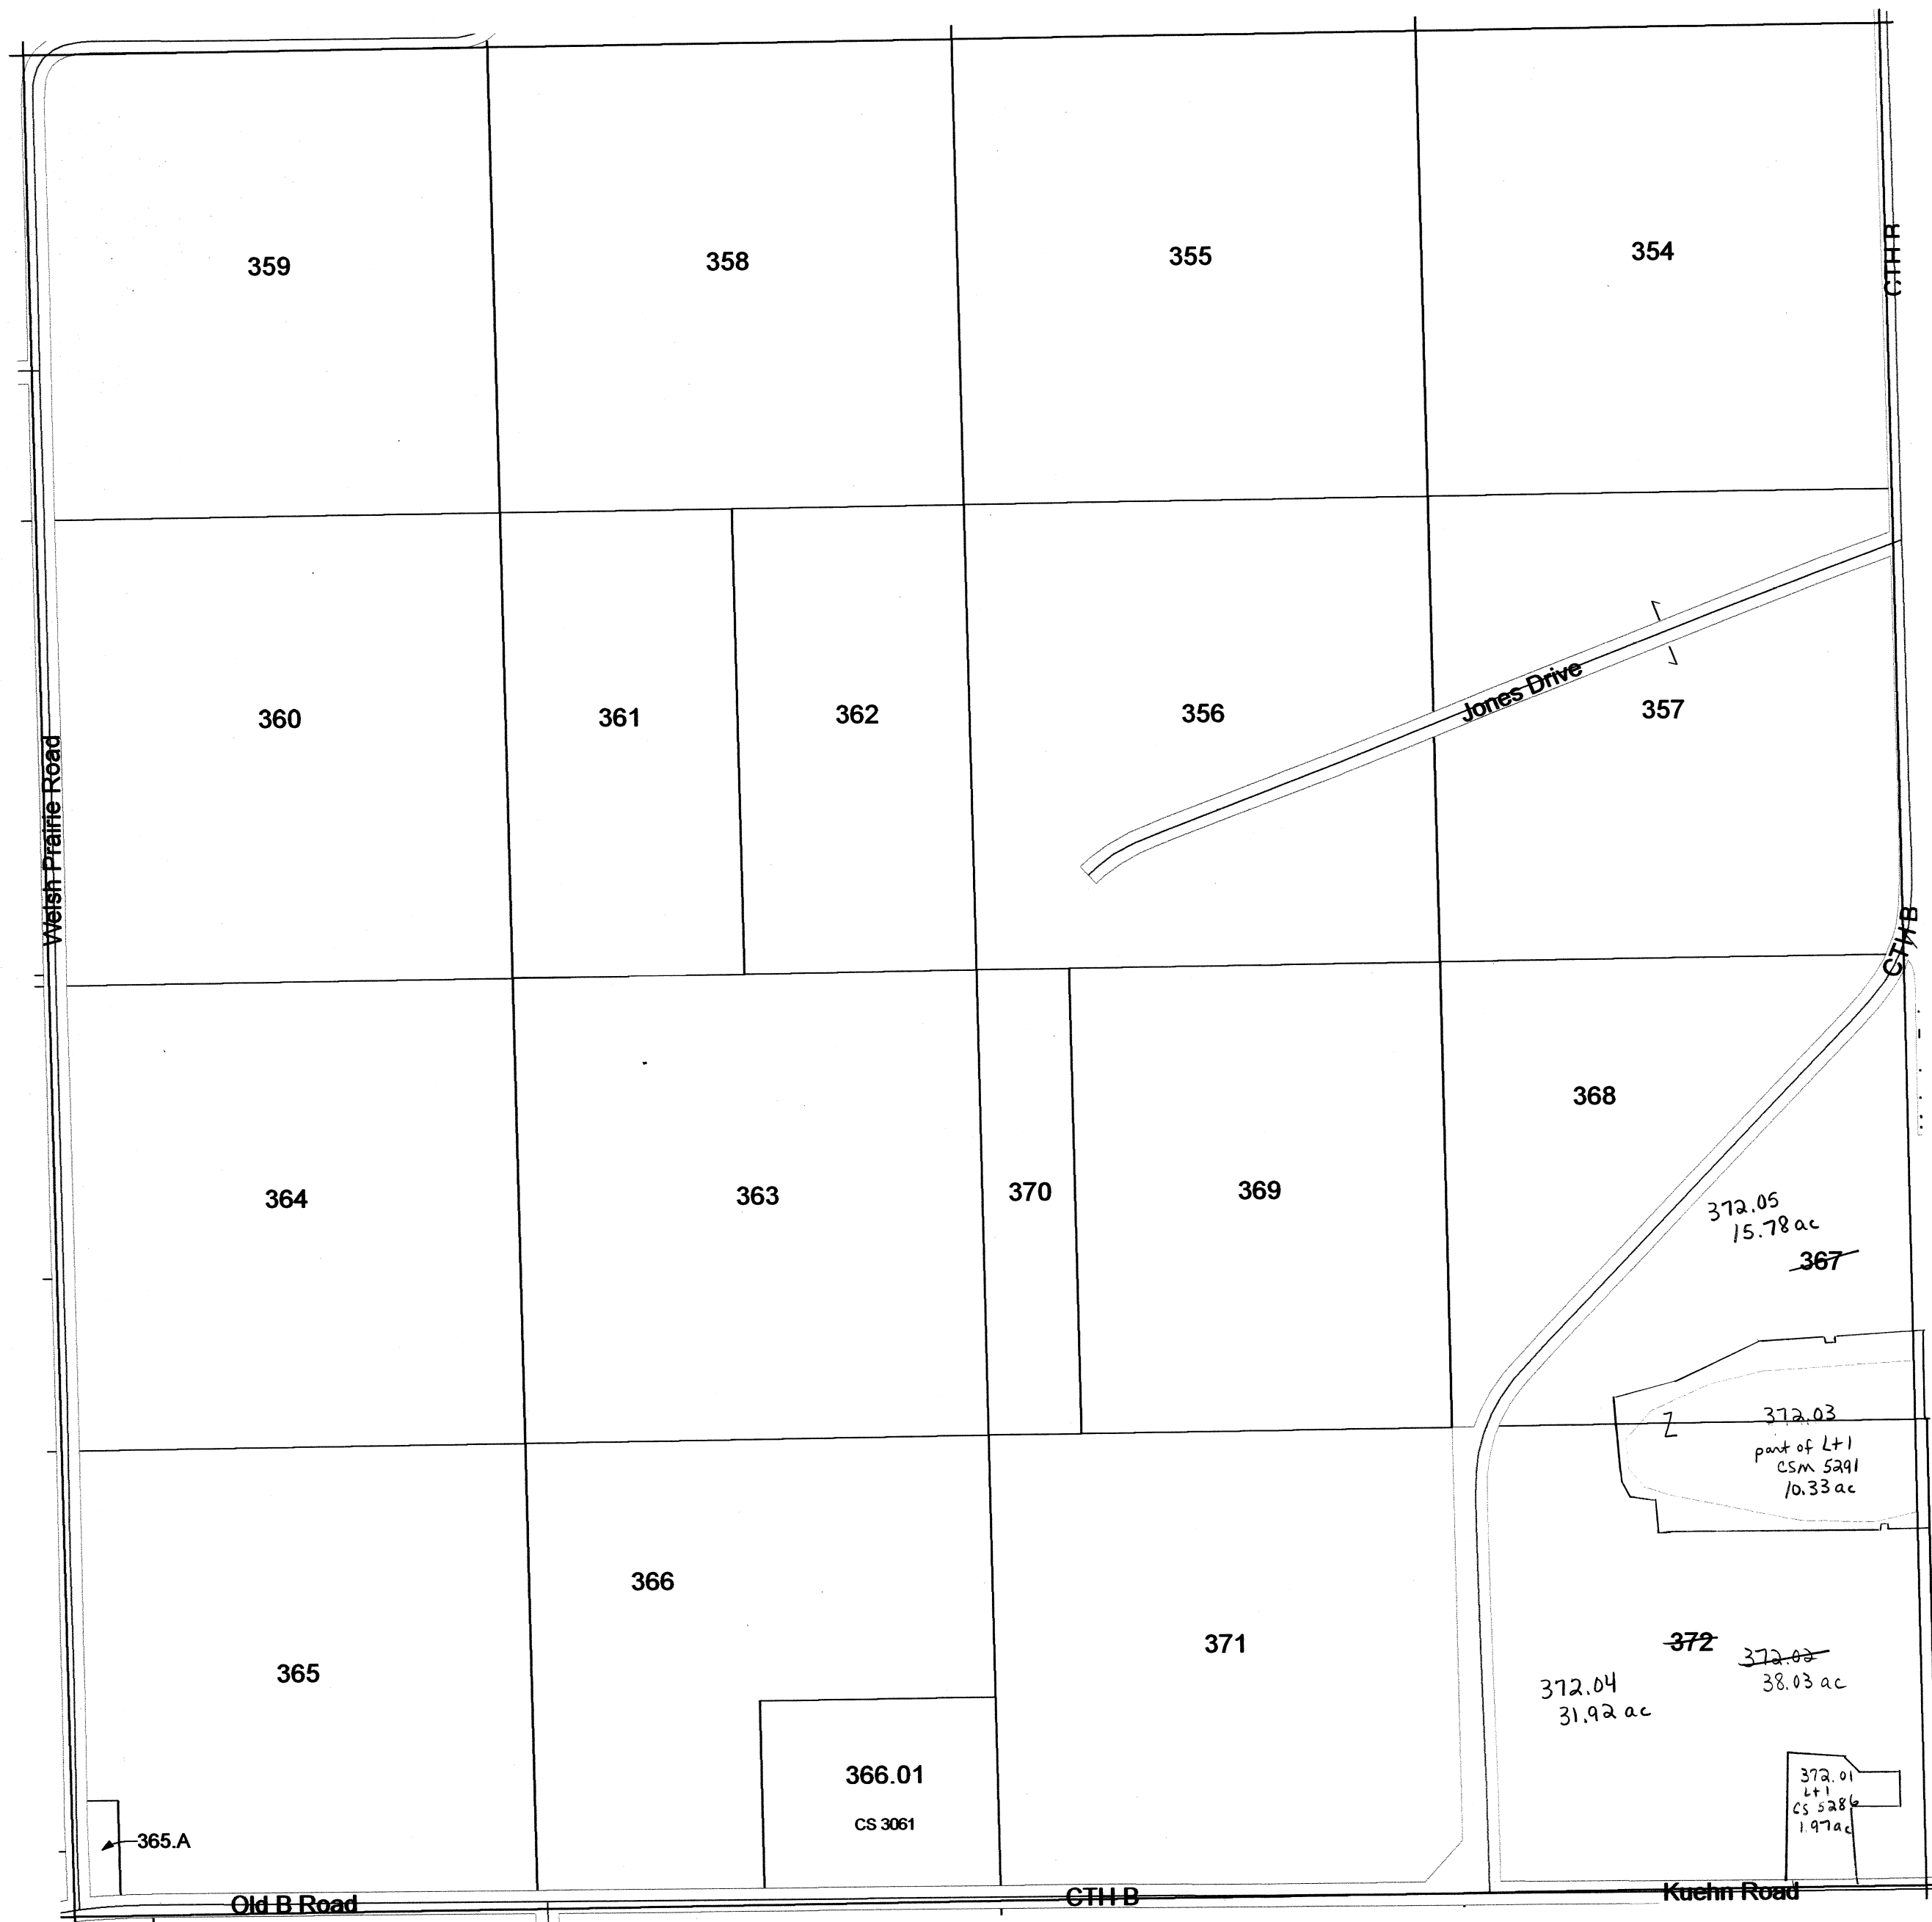 359
358
355
354
CTH R
360
361
362
356
Jones Drive
357
Welsh Prairie Road
CTH B
368
364
363
370
369
372.05
15.78 ac
367
372.03
part of Lt 1
CSM 5291
10.33 ac
366
371
372
372.02
38.03 ac
365
372.04
31.92 ac
366.01
CS 3061
372.01
Lt 1
CS 5286
1.97 ac
365.A
Old B Road
CTH B
Kuehn Road